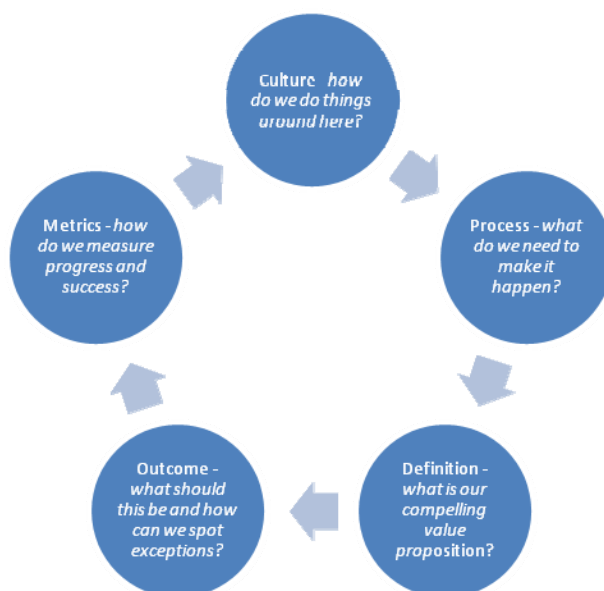 Culture - how
do we do things
around here?
Process - what
do we need to
make it
happen?
Definition -
what is our
compelling
value
proposition?
Outcome -
what should
this be and how
can we spot
exceptions?
Metrics - how
do we measure
progress and
success?